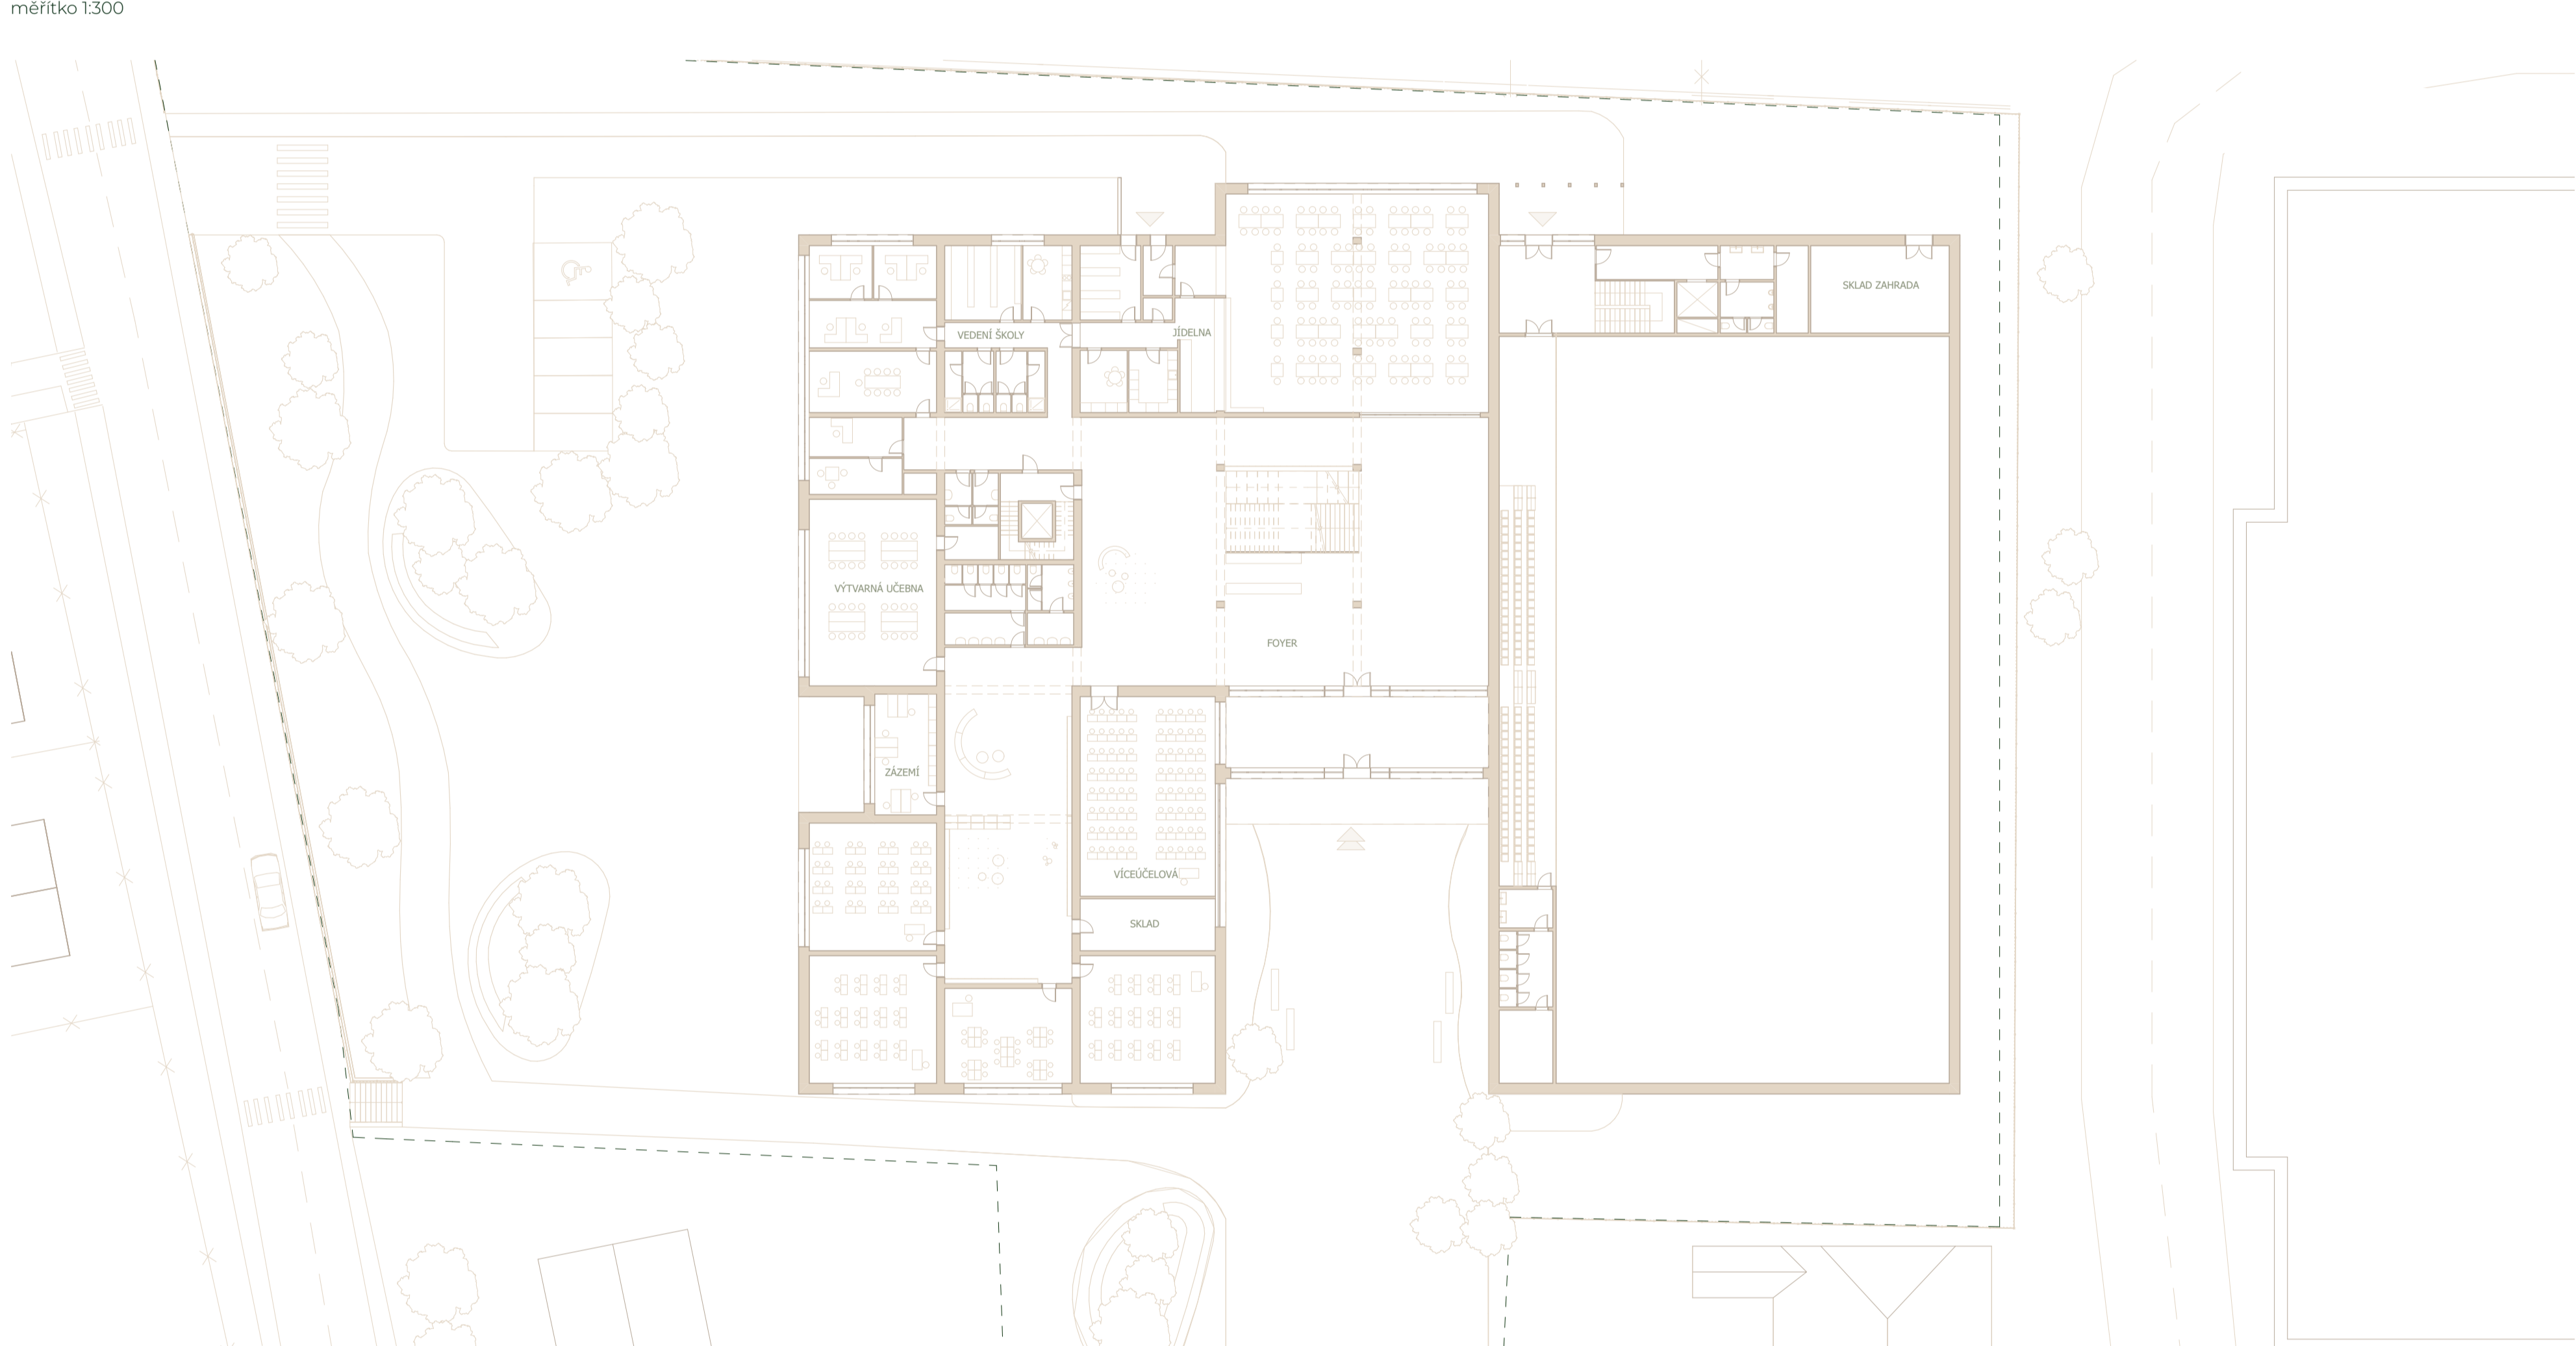 měřítko 1:300
SKLAD ZAHRADA
VEDENÍ ŠKOLY
JÍDELNA
VÝTVARNÁ UČEBNA
FOYER
ZÁZEMÍ
VÍCEÚČELOVÁ
SKLAD